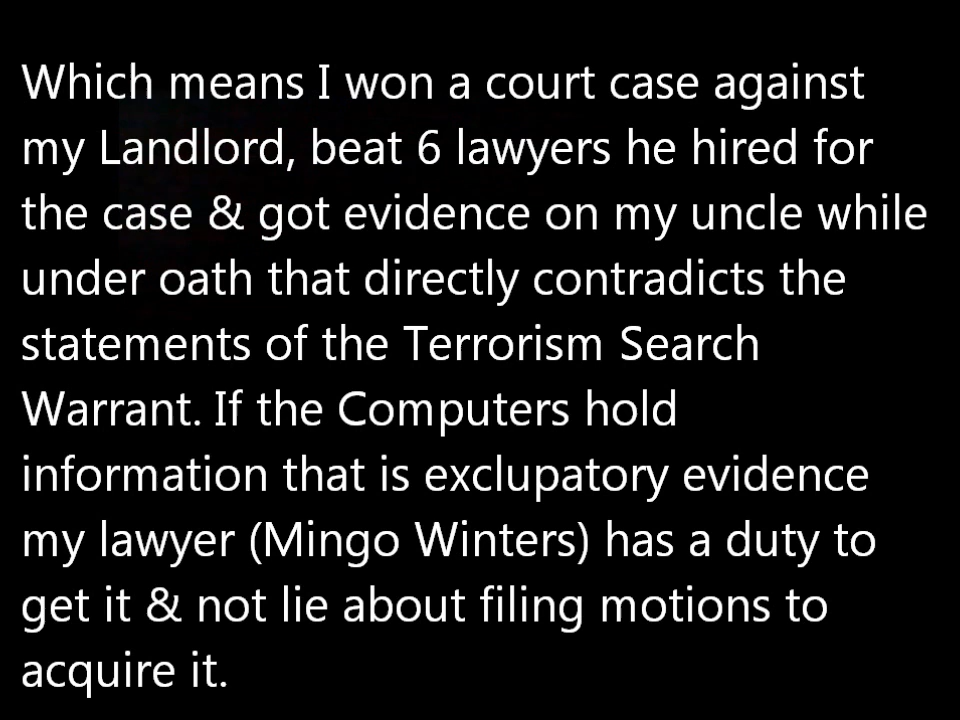 Which means I won a court case against
my Landlord, beat 6 lawyers he hired for
the case & got evidence on my uncle while
under oath that directly contradicts the
statements of the Terrorism Search
Warrant. If the Computers hold
information that is exclupatory evidence
my lawyer (Mingo Winters) has a duty to
get it & not lie about filing motions to
acquire it.